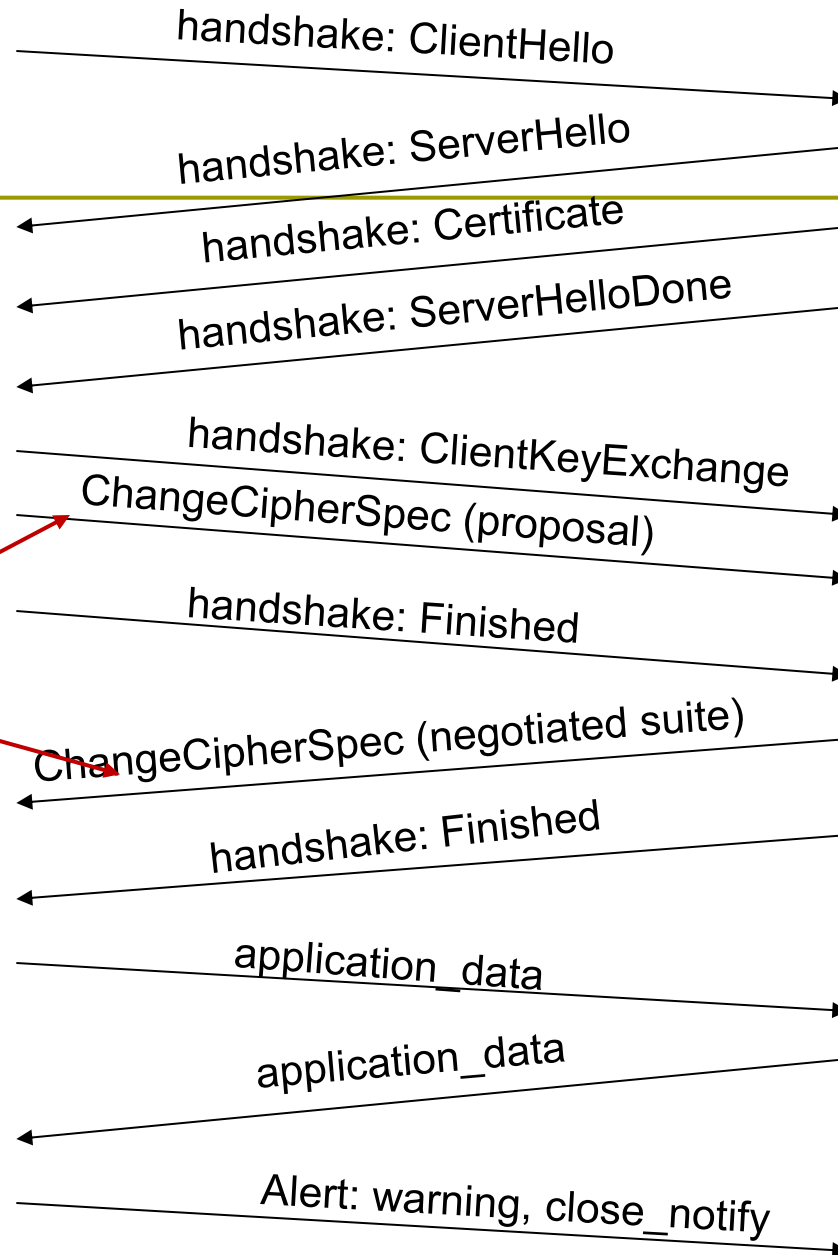 handshake: ClientHello
handshake: ServerHello
handshake: Certificate
handshake: ServerHelloDone
handshake: ClientKeyExchange
ChangeCipherSpec (proposal)
handshake: Finished
ChangeCipherSpec (negotiated suite)
handshake: Finished
application_data
application_data
Alert: warning, close_notify